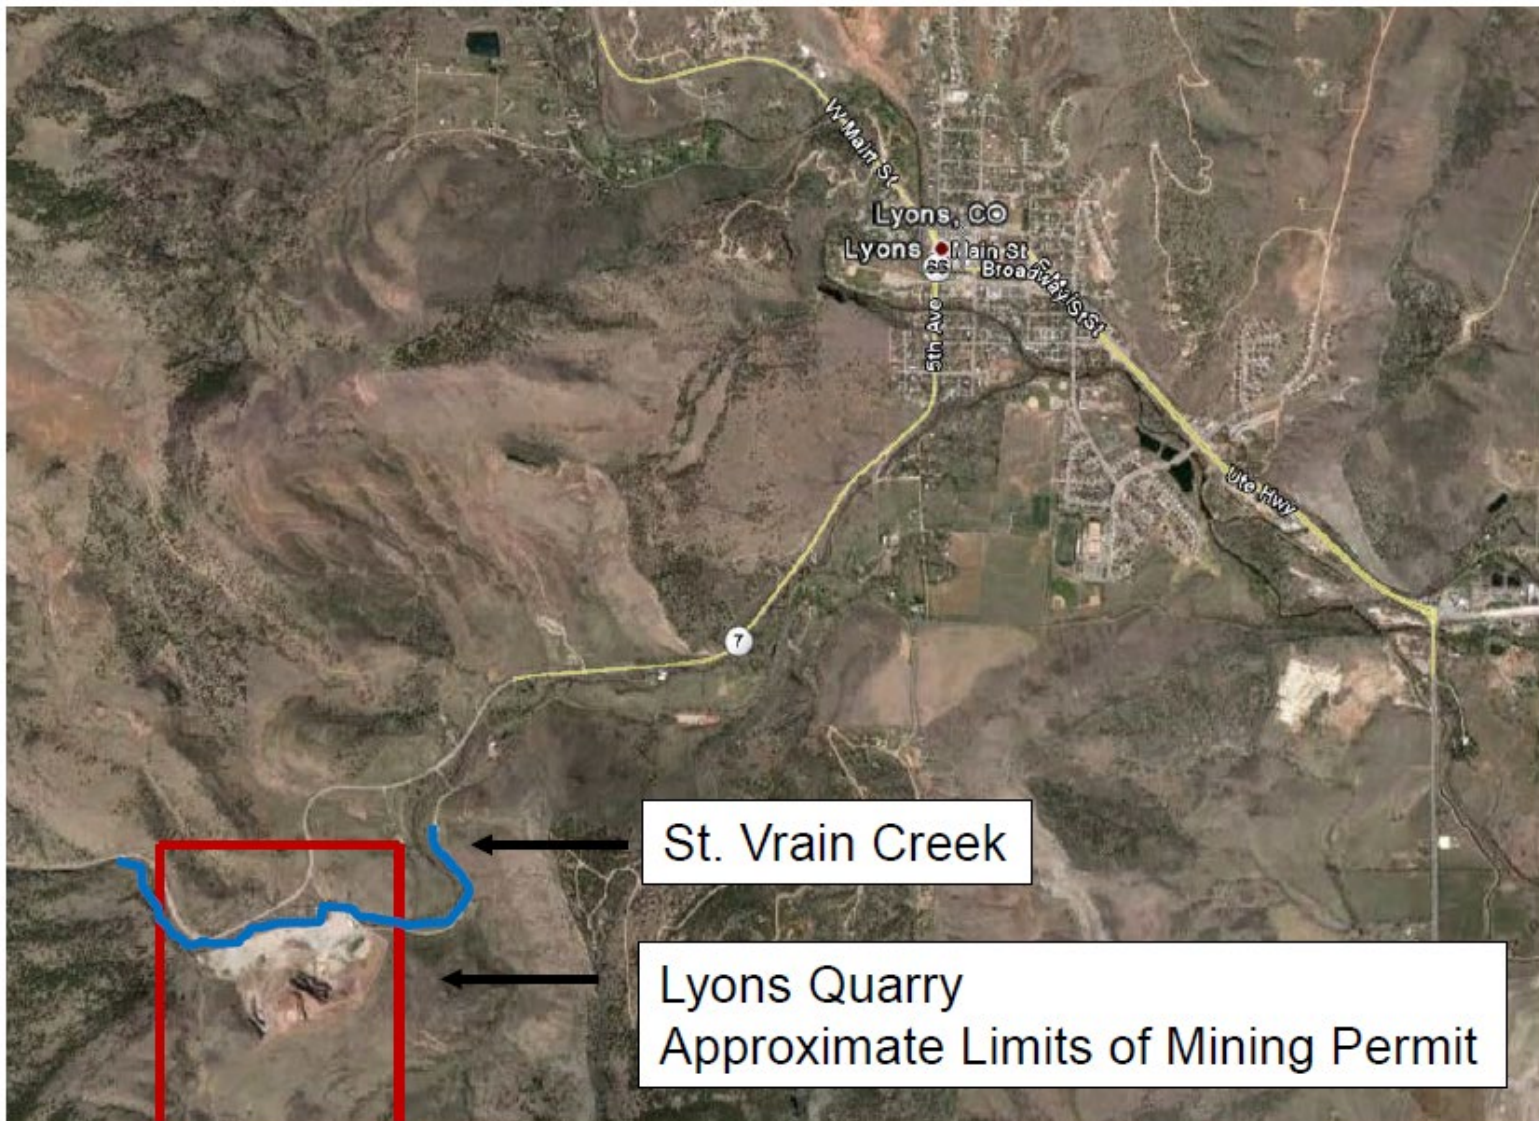 W Main St
Lyons, CO
Lyons
Main St
66
Broadway St
E Main St
5th Ave
Ute Hwy
7
St. Vrain Creek
Lyons Quarry
Approximate Limits of Mining Permit